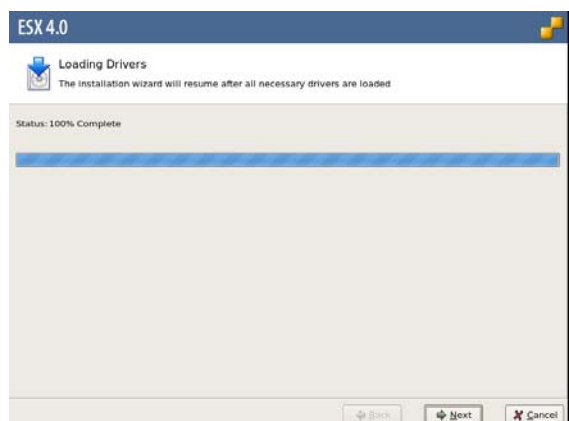 ESX 4.0
Loading Drivers
The installation wizard will resume after all necessary drivers are loaded
Status: 100% Complete
Back Next Cancel